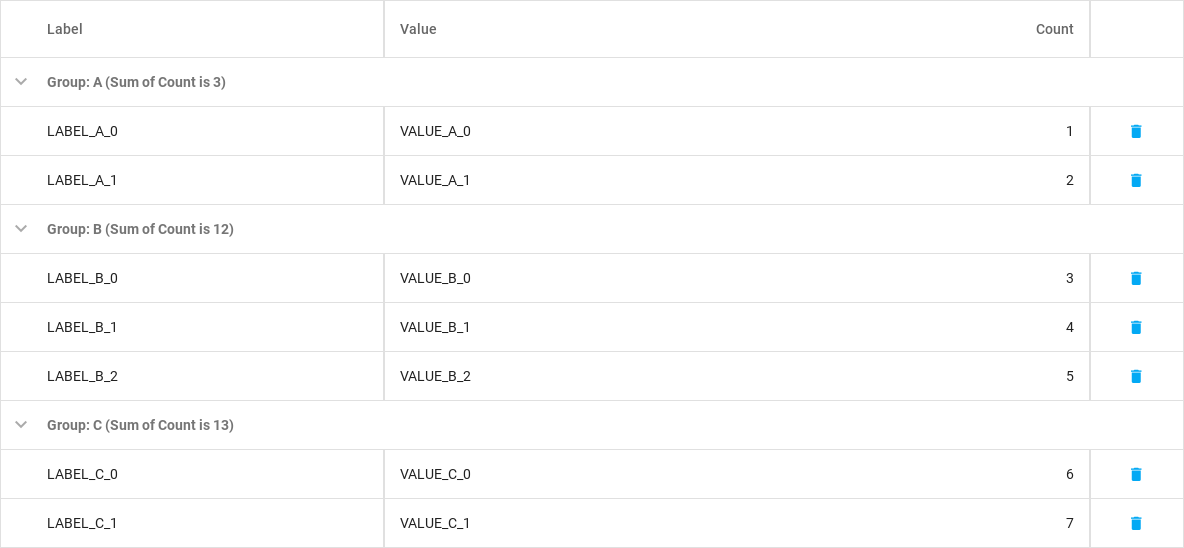 Label Value Count
Group: A (Sum of Count is 3)
LABEL_A_0 VALUE_A_0 1
LABEL_A_1 VALUE_A_1 2
Group: B (Sum of Count is 12)
LABEL_B_0 VALUE_B_0 3
LABEL_B_1 VALUE_B_1 4
LABEL_B_2 VALUE_B_2 5
Group: C (Sum of Count is 13)
LABEL_C_0 VALUE_C_0 6
LABEL_C_1 VALUE_C_1 7